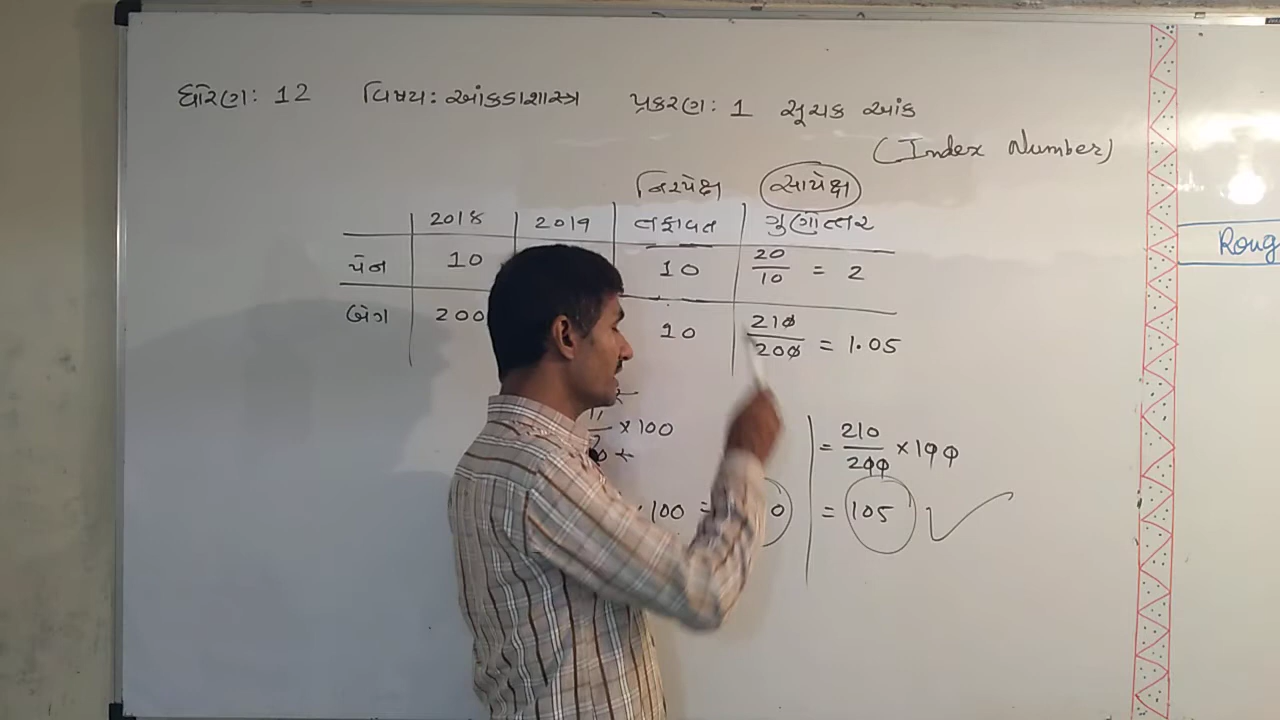 ધોરણ: 12 વિષય: આંકડાશાસ્ત્ર પ્રકરણ: 1 સૂચક આંક
(Index Number)
નિરપેક્ષ સાપેક્ષ
2018 2019 તફાવત ગુણોત્તર
પેન 10 10 20/10 = 2
બેગ 200 10 210/200 = 1.05
× 100 = 210/200 × 100
100 = 0 = 105
Roug